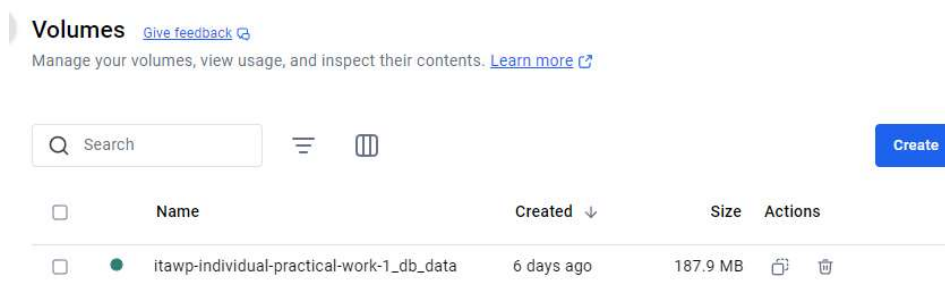 Volumes Give feedback
Manage your volumes, view usage, and inspect their contents. Learn more
Search
Create
Name Created Size Actions
itawp-individual-practical-work-1_db_data 6 days ago 187.9 MB